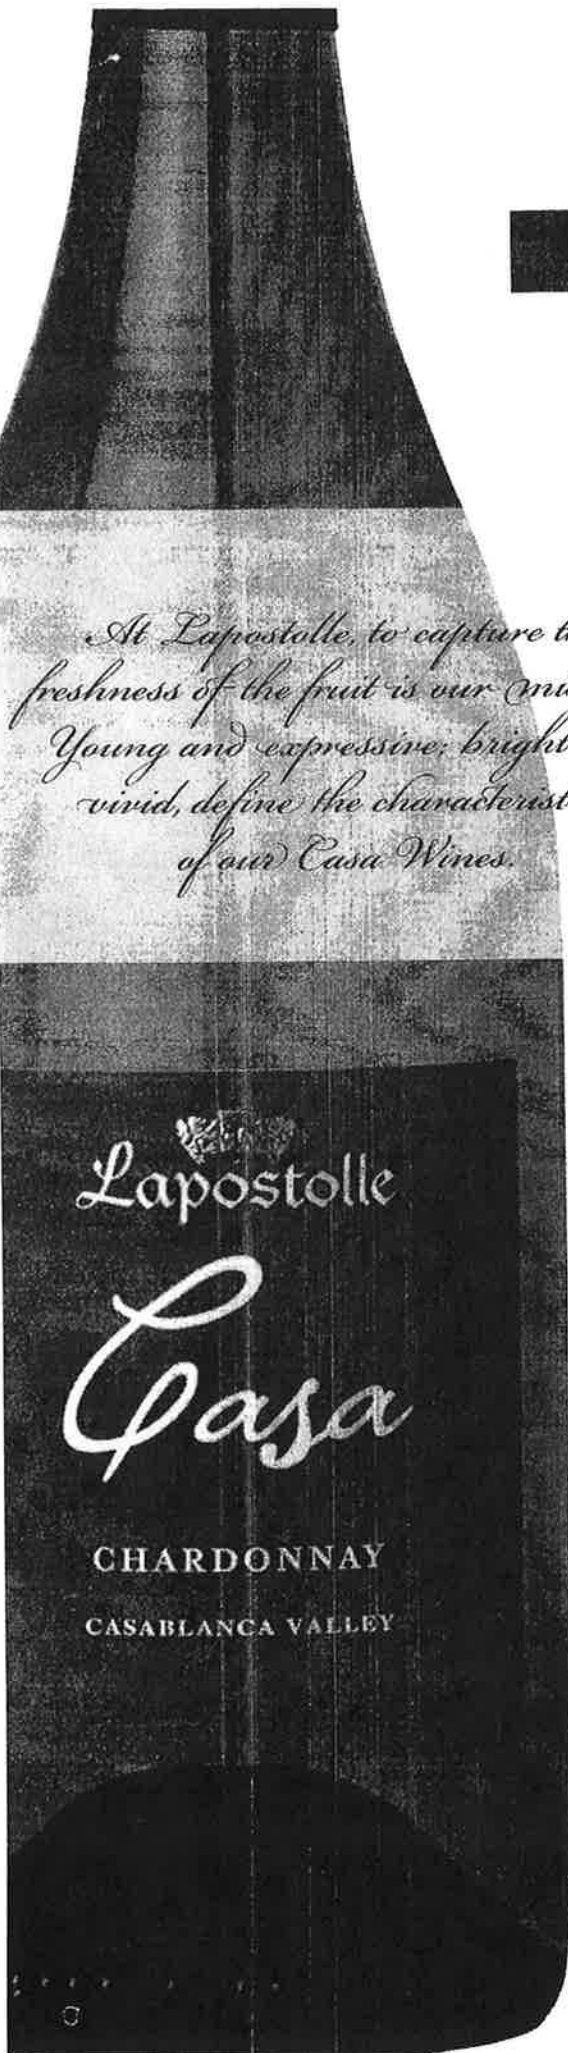 At Lapostolle, to capture
freshness of the fruit is our
Young and expressive; bright
vivid, define the
of our Casa Wines.
Lapostolle
Casa
CHARDONNAY
CASABLANCA VALLEY